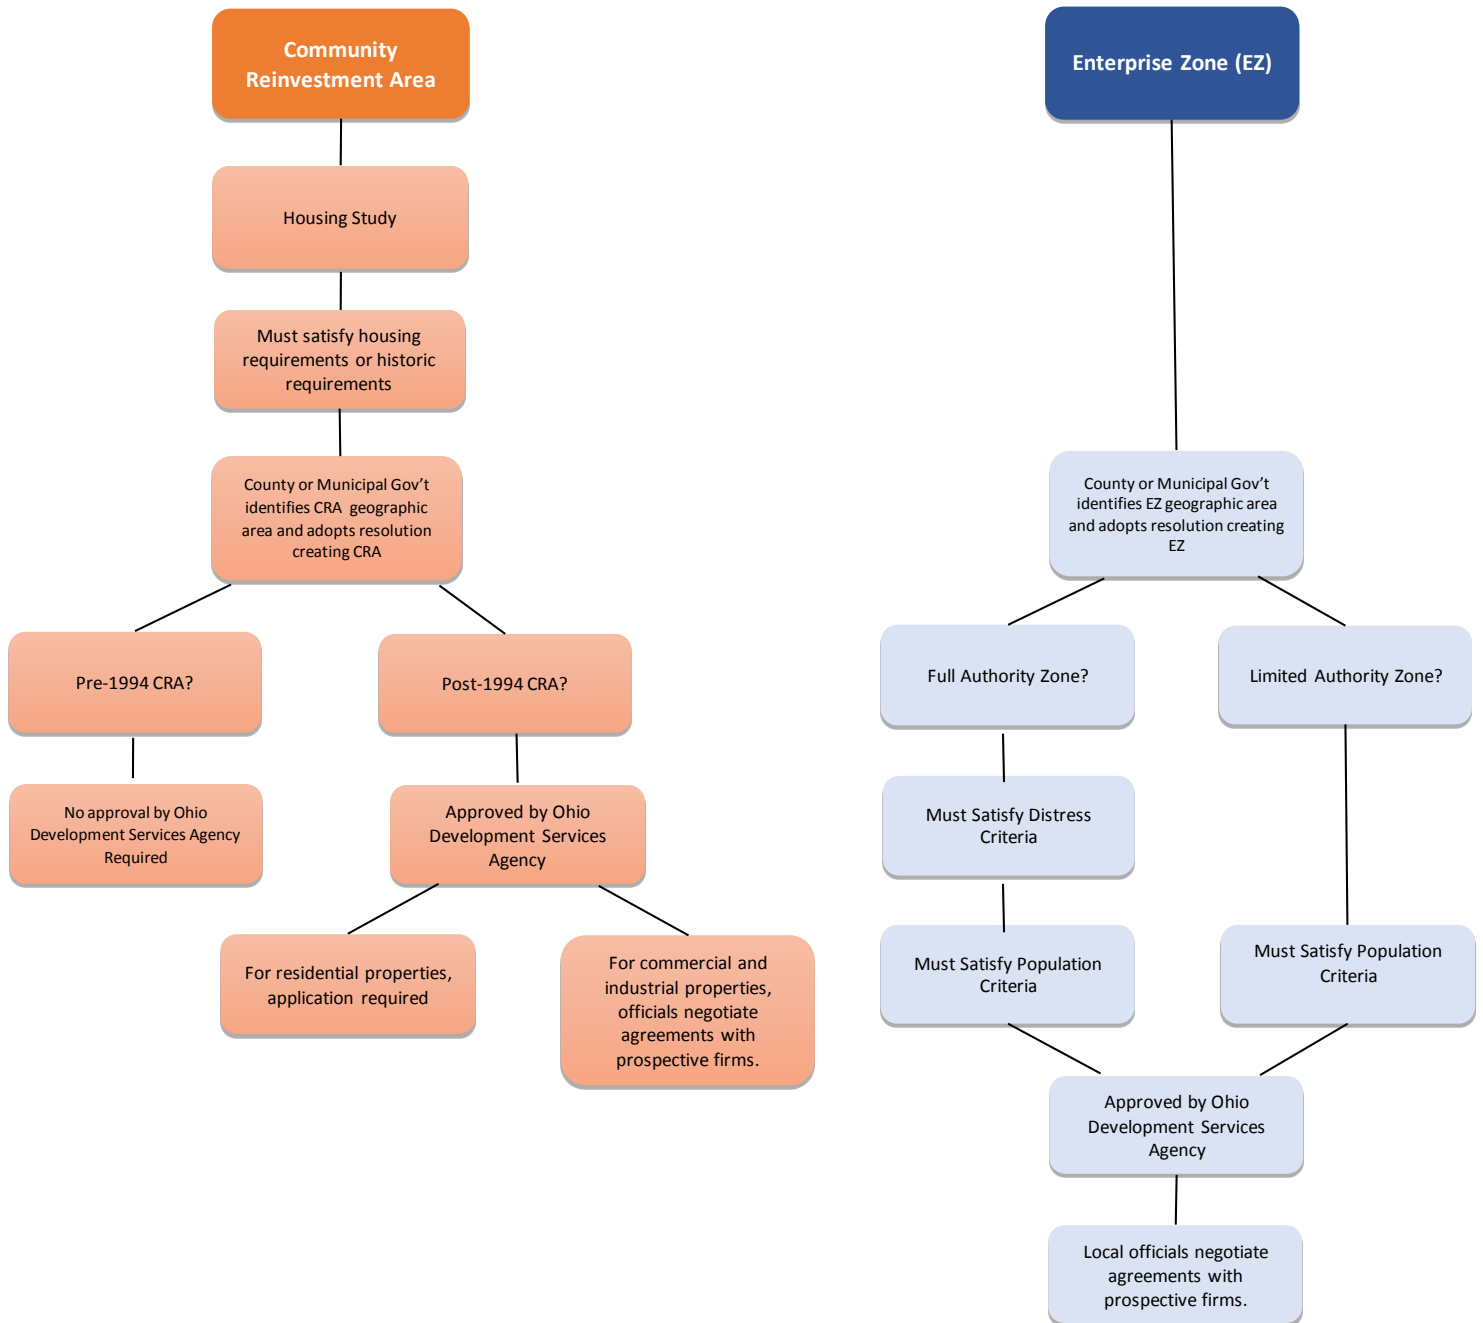 Community
Reinvestment Area
Enterprise Zone (EZ)
Housing Study
Must satisfy housing
requirements or historic
requirements
County or Municipal Gov't
identifies CRA geographic
area and adopts resolution
creating CRA
County or Municipal Gov't
identifies EZ geographic area
and adopts resolution creating
EZ
Pre-1994 CRA?
Post-1994 CRA?
Full Authority Zone?
Limited Authority Zone?
No approval by Ohio
Development Services Agency
Required
Approved by Ohio
Development Services
Agency
Must Satisfy Distress
Criteria
For residential properties,
application required
For commercial and
industrial properties,
officials negotiate
agreements with
prospective firms.
Must Satisfy Population
Criteria
Must Satisfy Population
Criteria
Approved by Ohio
Development Services
Agency
Local officials negotiate
agreements with
prospective firms.